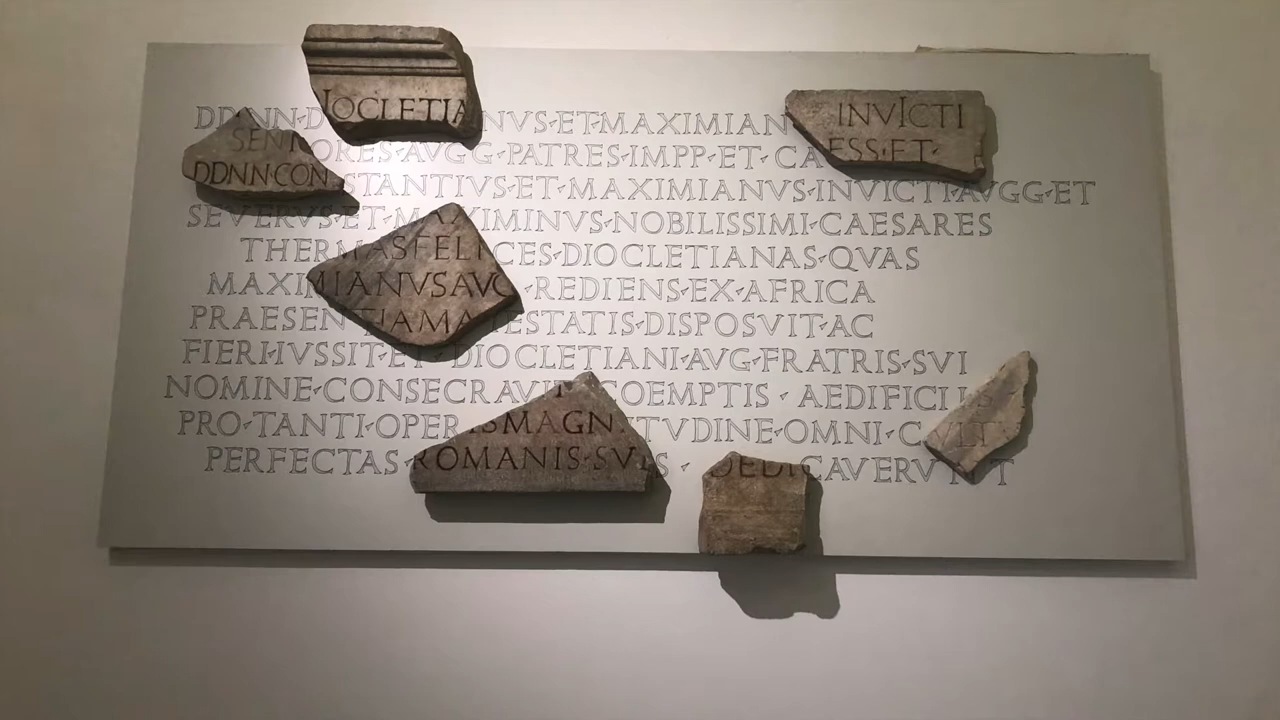 DDNN·DIOCLETIANVS·ET·MAXIMIANVS INVICTI
SENIORES·AVGG·PATRES·IMPP·ET·CAESS·ET·
DDNN·CONSTANTIVS·ET·MAXIMIANVS·INVICTI·AVGG·ET
SEVERVS·ET·MAXIMINVS·NOBILISSIMI·CAESARES
THERMAS FELICES·DIOCLETIANAS·QVAS
MAXIMIANVS AVG·REDIENS·EX·AFRICA
PRAESENTIA MAIESTATIS·DISPOSVIT·AC
FIERI·IVSSIT·ET·DIOCLETIANI·AVG·FRATRIS·SVI
NOMINE·CONSECRAVIT COEMPTIS · AEDIFICIIS
PRO·TANTI·OPERIS MAGNITVDINE·OMNI·CVLTV
PERFECTAS·ROMANIS·SVIS · DEDICAVERVNT